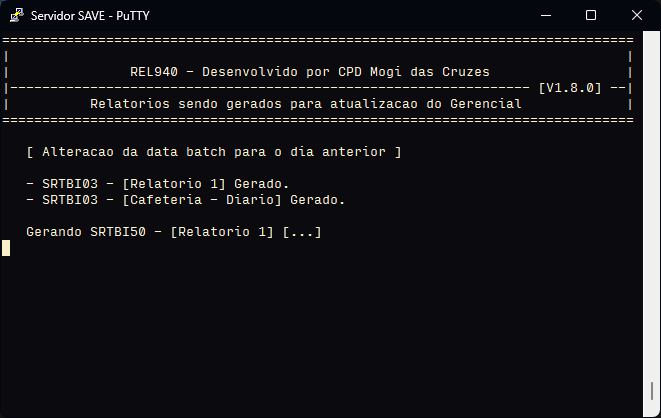 Servidor SAVE - PuTTY
===============================================================================
| |
| REL940 - Desenvolvido por CPD Mogi das Cruzes |
|----------------------------------------------------------------- [V1.8.0] --|
| Relatorios sendo gerados para atualizacao do Gerencial |
===============================================================================
[ Alteracao da data batch para o dia anterior ]
- SRTBI03 - [Relatorio 1] Gerado.
- SRTBI03 - [Cafeteria - Diario] Gerado.
Gerando SRTBI50 - [Relatorio 1] [...]